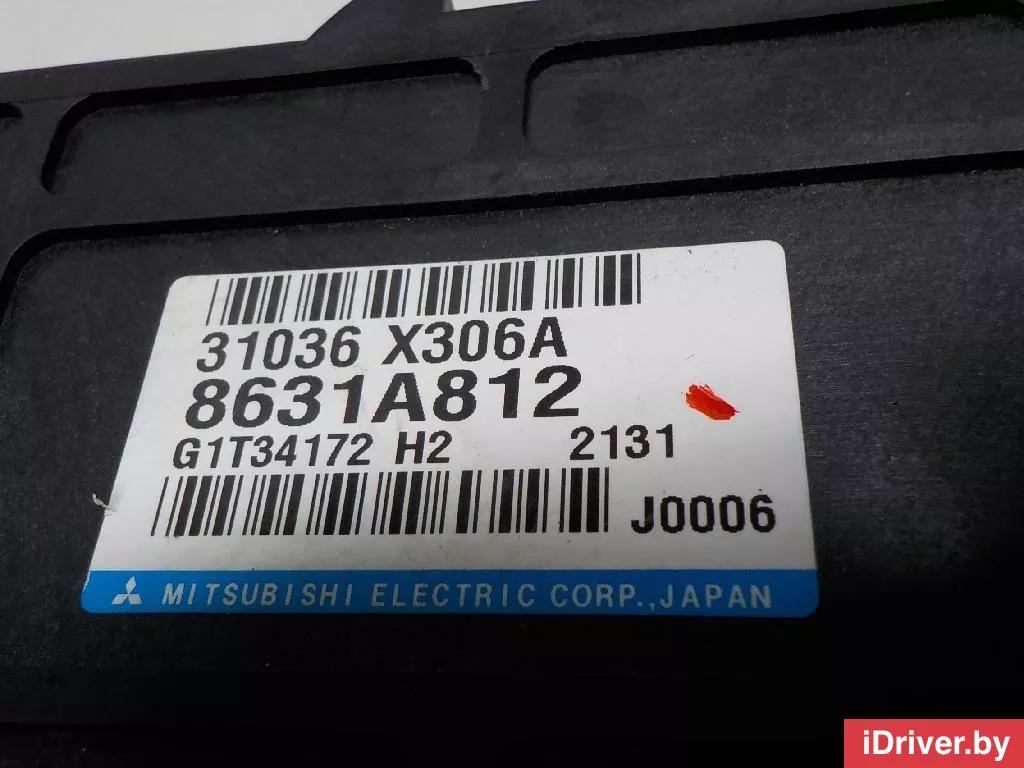 31036 X306A
8631A812
G1T34172 H2 2131
J0006
MITSUBISHI ELECTRIC CORP.,JAPAN
iDriver.by